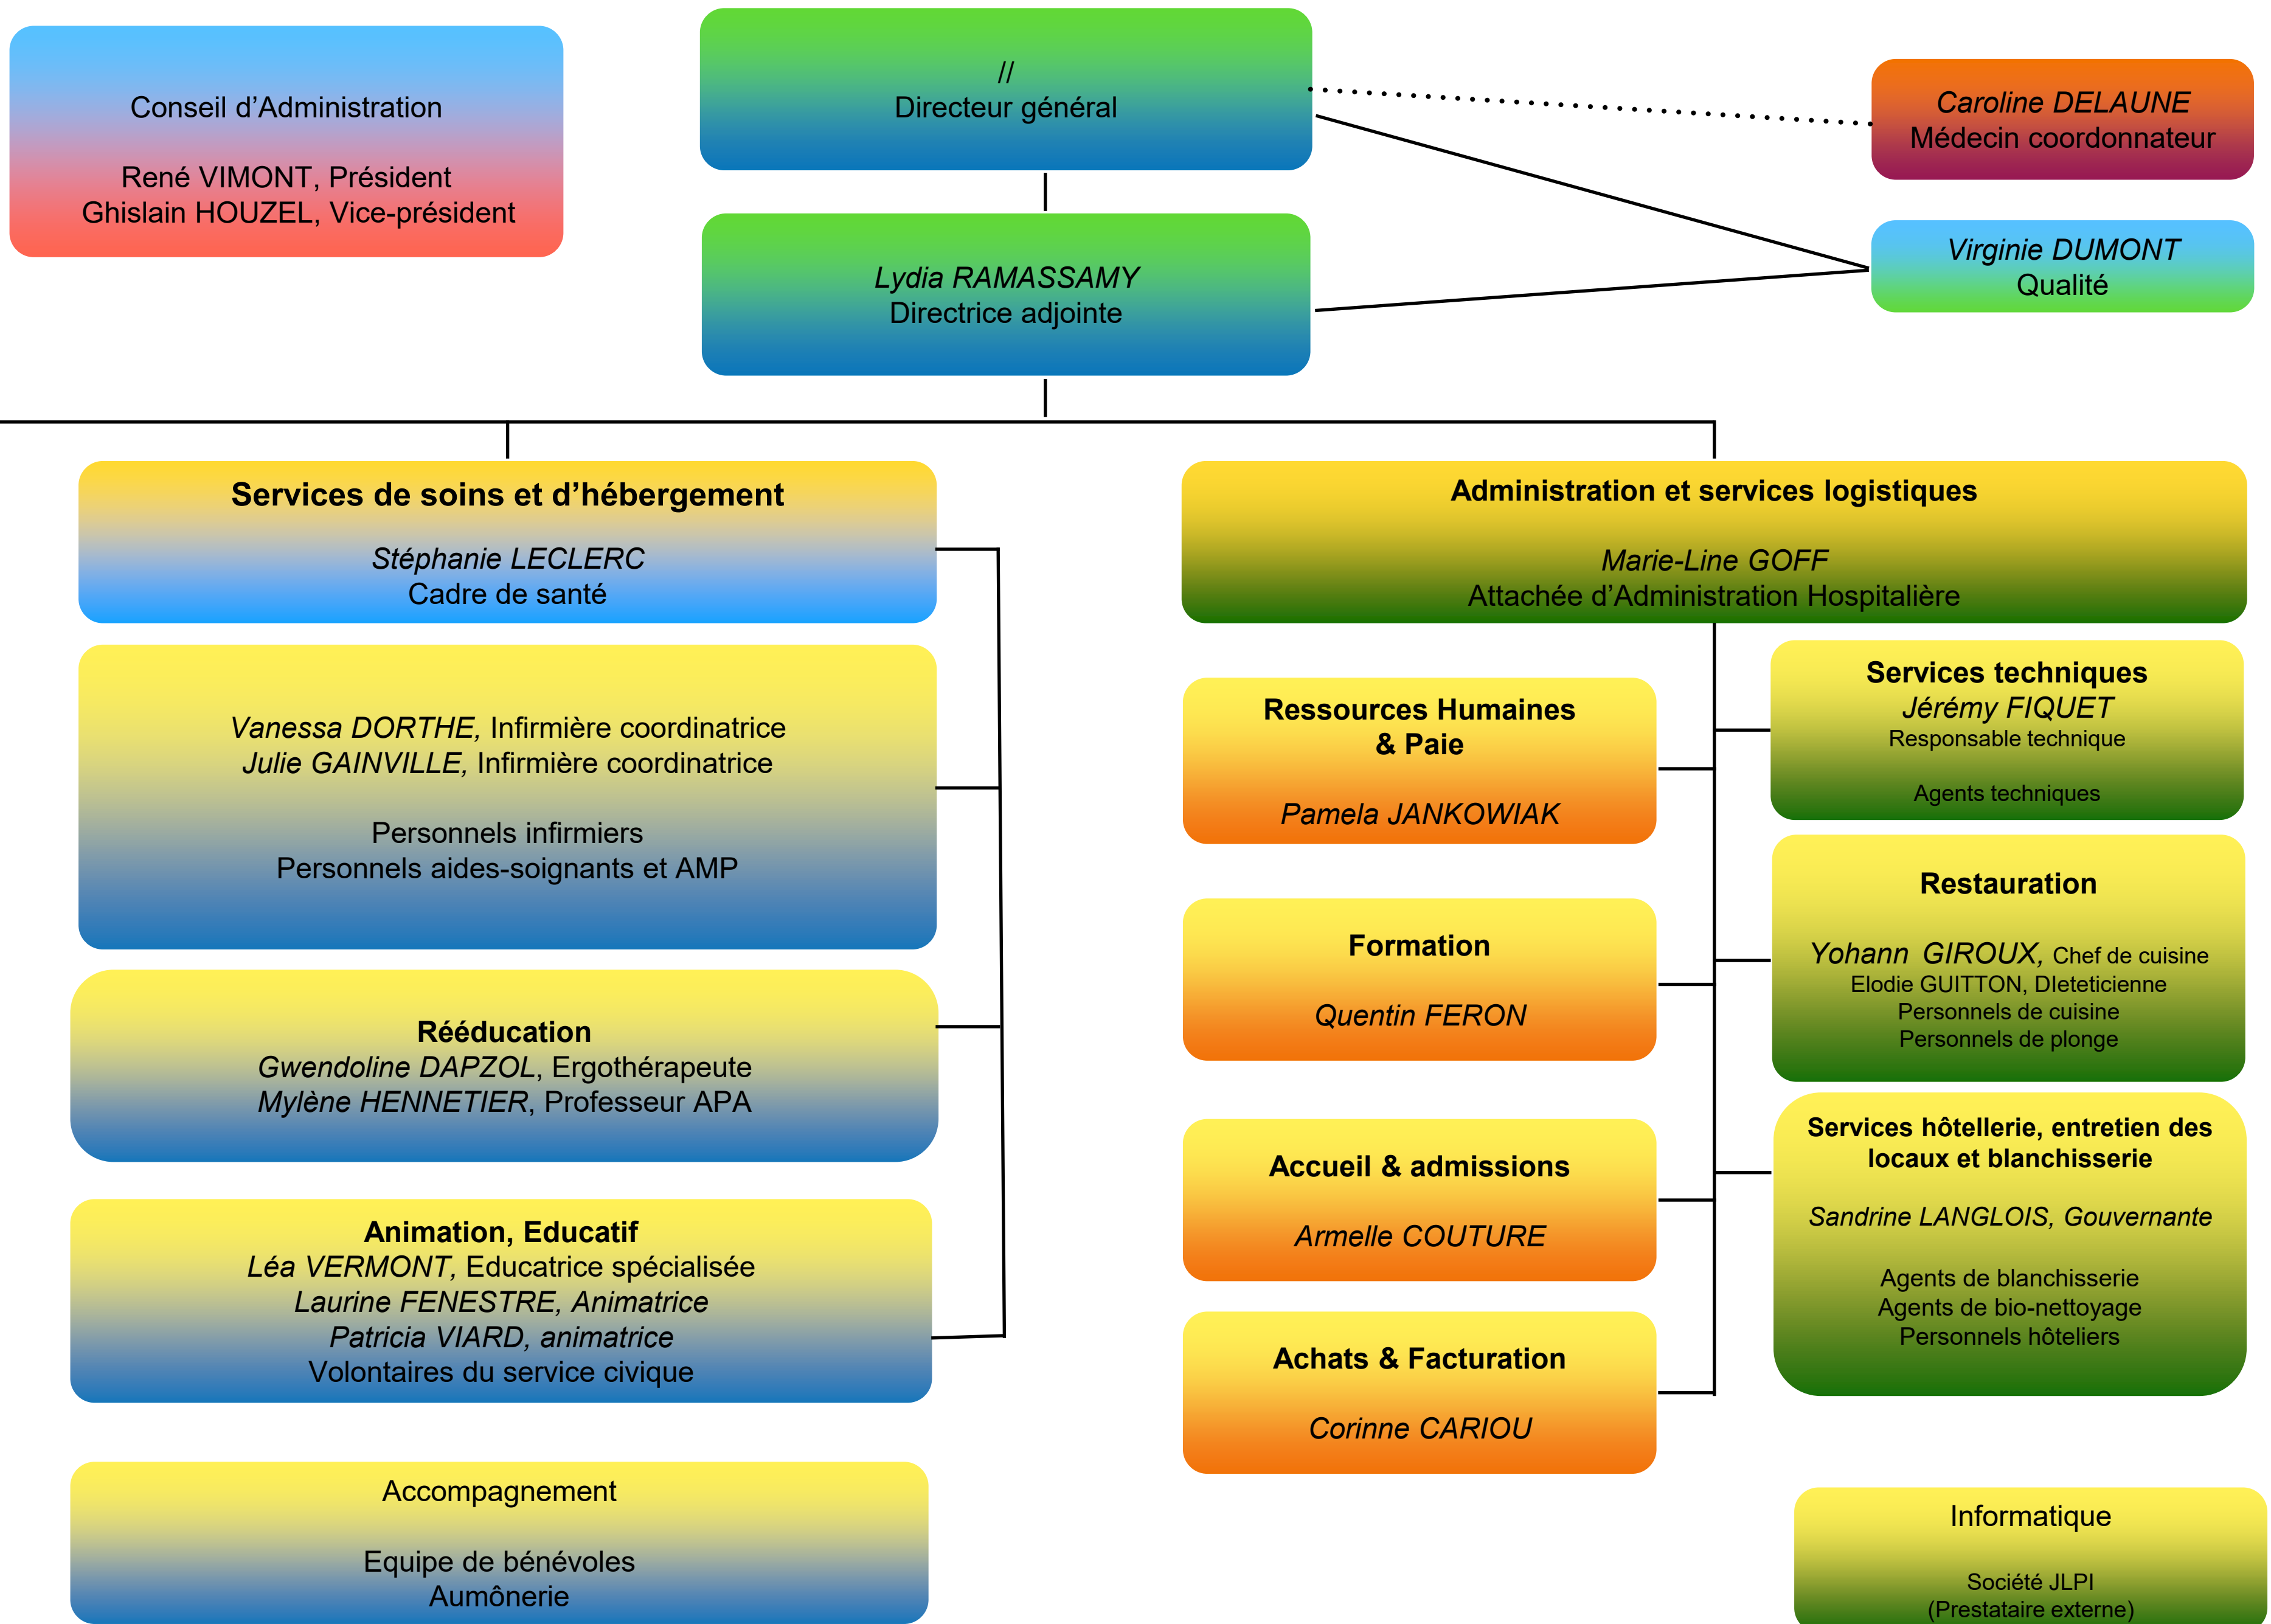 Conseil d’Administration
René VIMONT, Président
Ghislain HOUZEL, Vice-président
//
Directeur général
Caroline DELAUNE
Médecin coordonnateur
Lydia RAMASSAMY
Directrice adjointe
Virginie DUMONT
Qualité
Services de soins et d’hébergement
Stéphanie LECLERC
Cadre de santé
Vanessa DORTHE, Infirmière coordinatrice
Julie GAINVILLE, Infirmière coordinatrice
Personnels infirmiers
Personnels aides-soignants et AMP
Rééducation
Gwendoline DAPZOL, Ergothérapeute
Mylène HENNETIER, Professeur APA
Animation, Educatif
Léa VERMONT, Educatrice spécialisée
Laurine FENESTRE, Animatrice
Patricia VIARD, animatrice
Volontaires du service civique
Accompagnement
Equipe de bénévoles
Aumônerie
Administration et services logistiques
Marie-Line GOFF
Attachée d’Administration Hospitalière
Ressources Humaines
& Paie
Pamela JANKOWIAK
Formation
Quentin FERON
Accueil & admissions
Armelle COUTURE
Achats & Facturation
Corinne CARIOU
Services techniques
Jérémy FIQUET
Responsable technique
Agents techniques
Restauration
Yohann GIROUX, Chef de cuisine
Elodie GUITTON, DIeteticienne
Personnels de cuisine
Personnels de plonge
Services hôtellerie, entretien des
locaux et blanchisserie
Sandrine LANGLOIS, Gouvernante
Agents de blanchisserie
Agents de bio-nettoyage
Personnels hôteliers
Informatique
Société JLPI
(Prestataire externe)